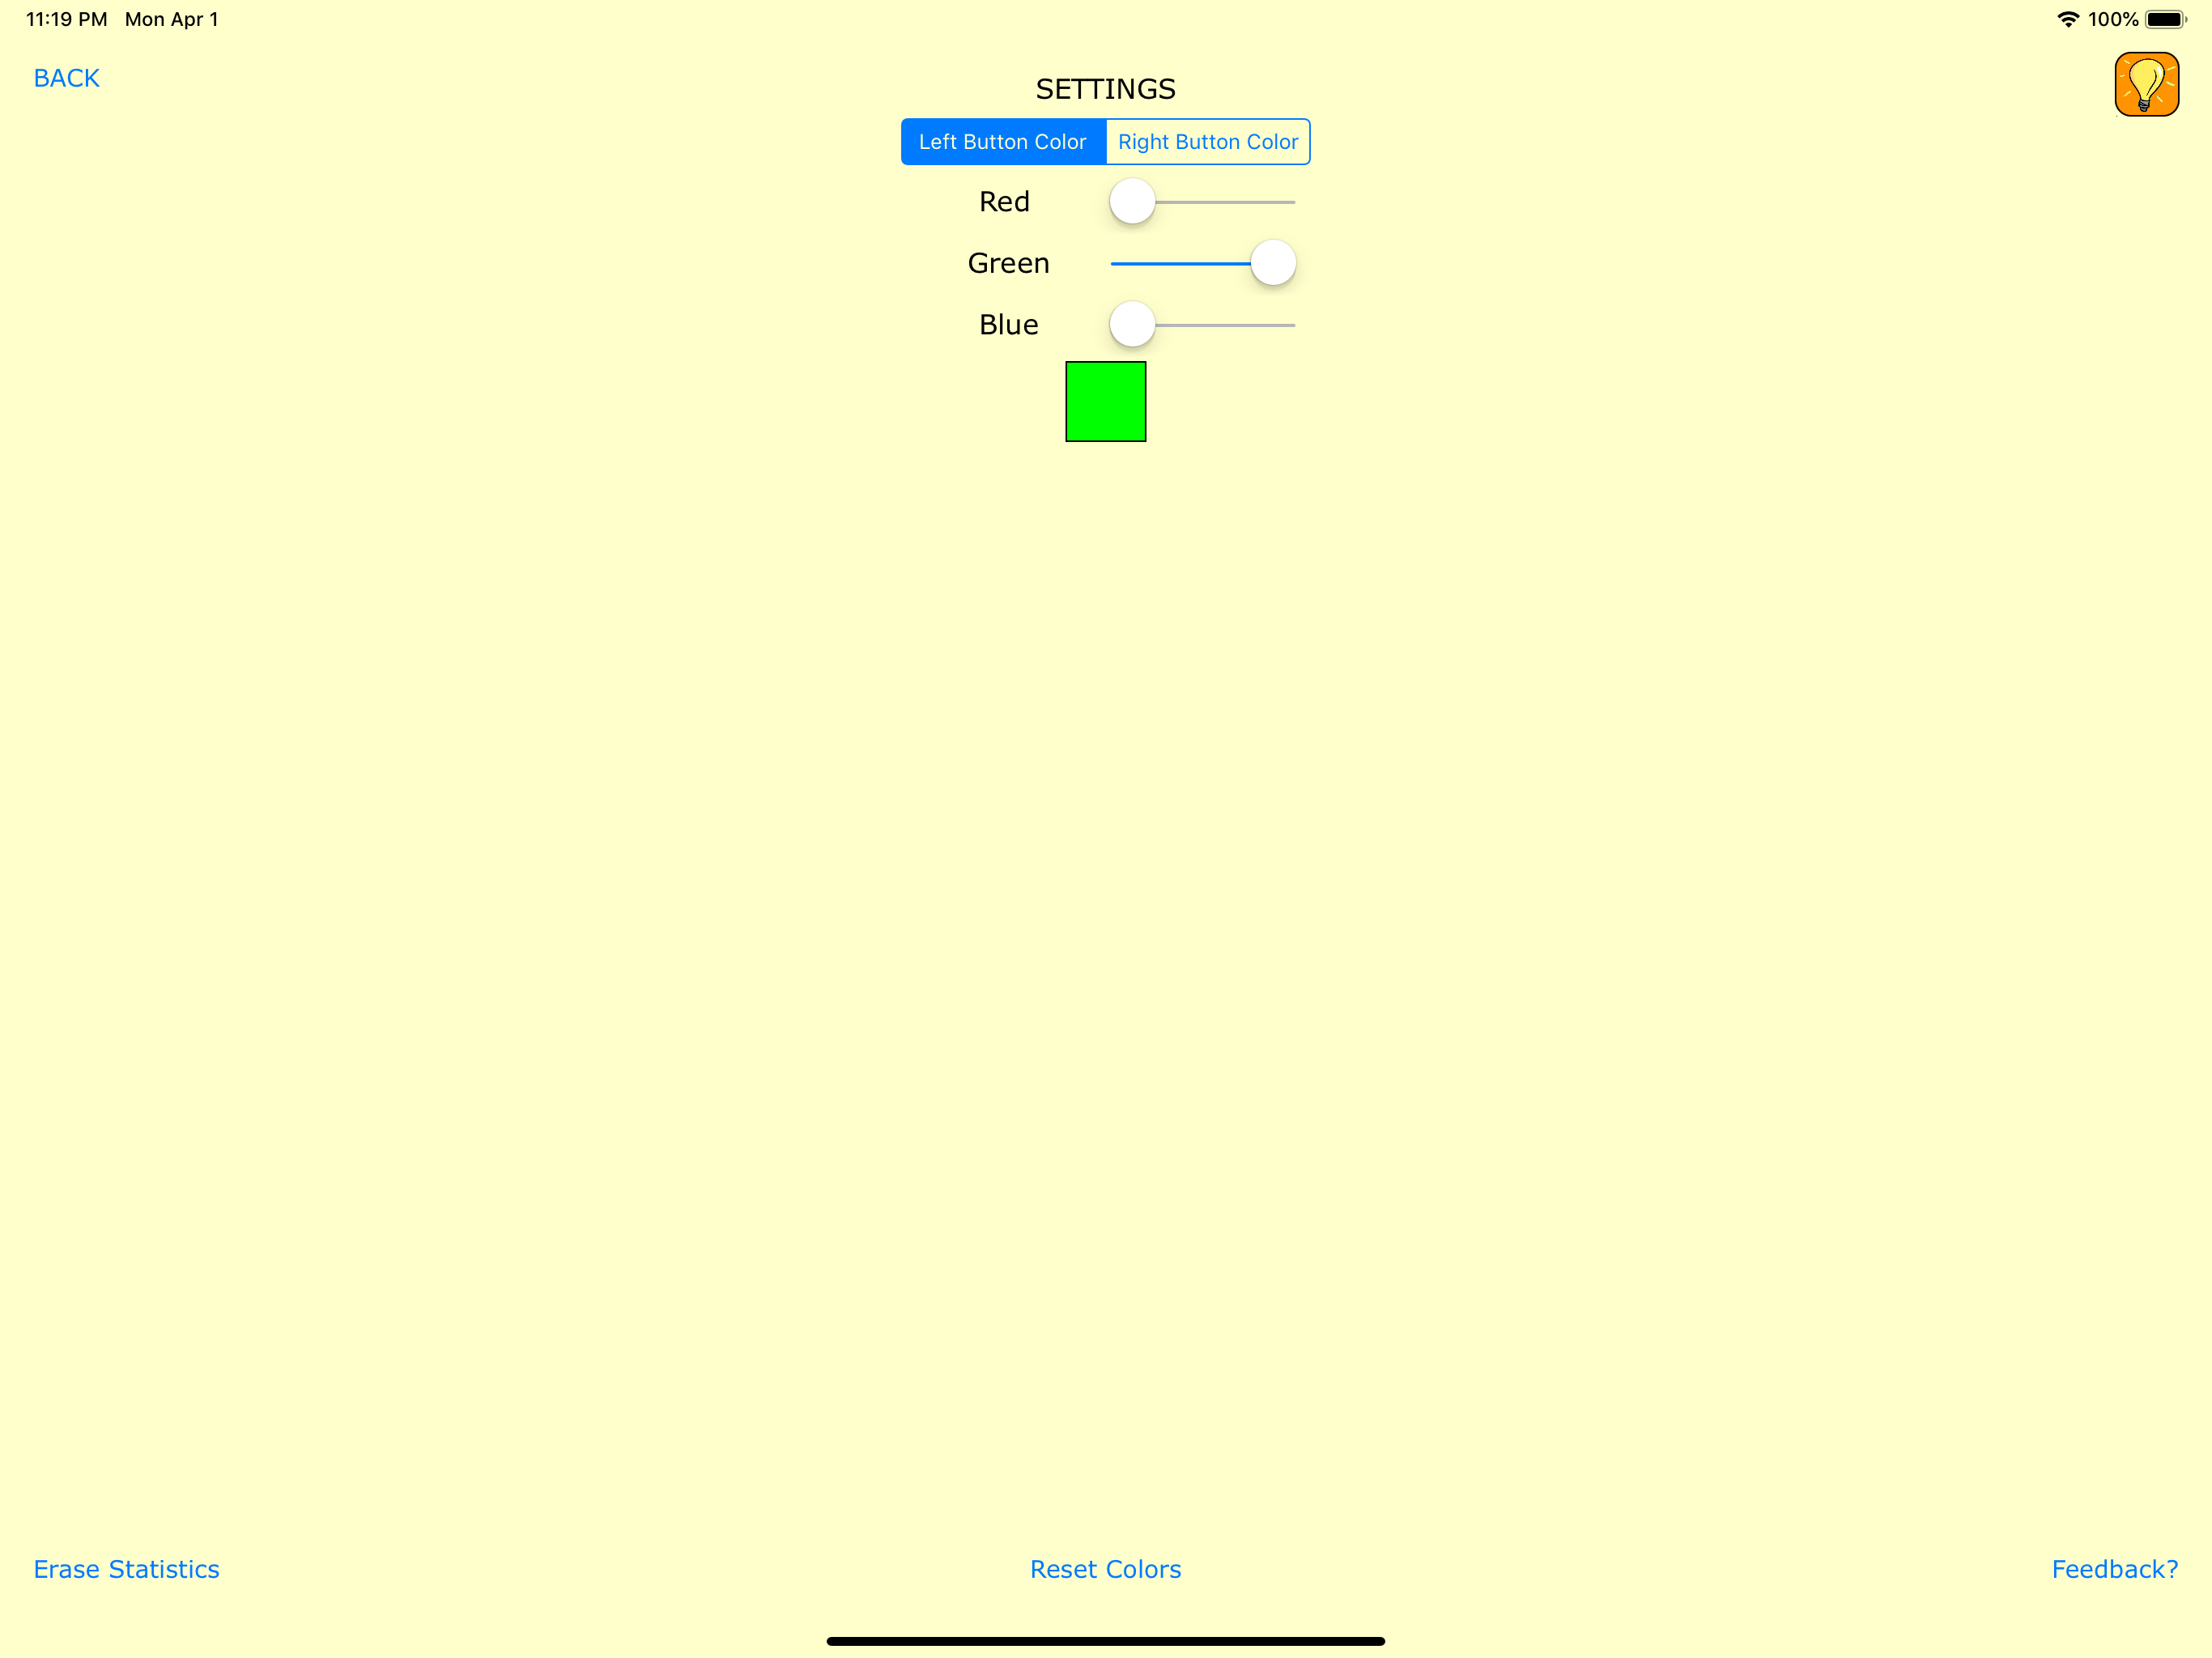 11:19 PM Mon Apr 1 100%
BACK
SETTINGS
Left Button Color Right Button Color
Red
Green
Blue
Erase Statistics Reset Colors Feedback?